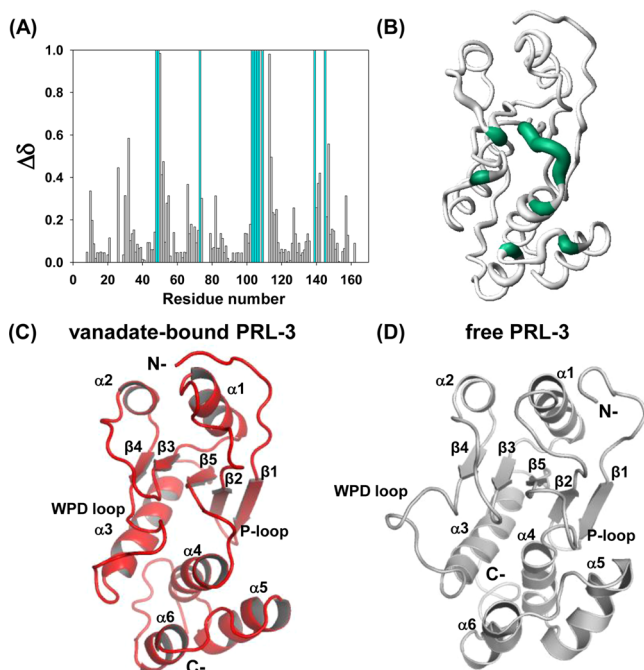 (A)
1.0
0.8
0.6
0.4
0.2
0.0
Δδ
0 20 40 60 80 100 120 140 160
Residue number
(B)
(C) vanadate-bound PRL-3
N-
α2
α1
β4
β3
β5
β1
β2
WPD loop
α3
P-loop
α4
α5
α6
C-
(D) free PRL-3
α2
α1
N-
β4
β3
β5
β1
β2
WPD loop
α3
α4
P-loop
C-
α5
α6